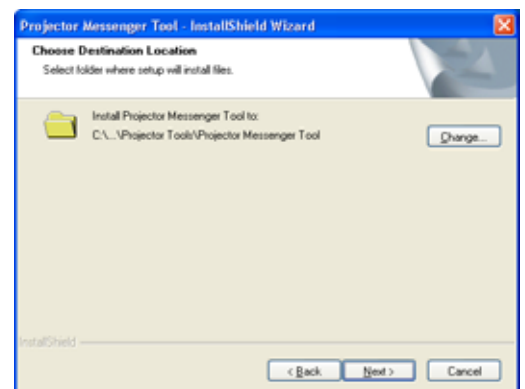 Projector Messenger Tool - InstallShield Wizard
Choose Destination Location
Select folder where setup will install files.
Install Projector Messenger Tool to:
C:\...\Projector Tools\Projector Messenger Tool
Change...
InstallShield
< Back
Next >
Cancel